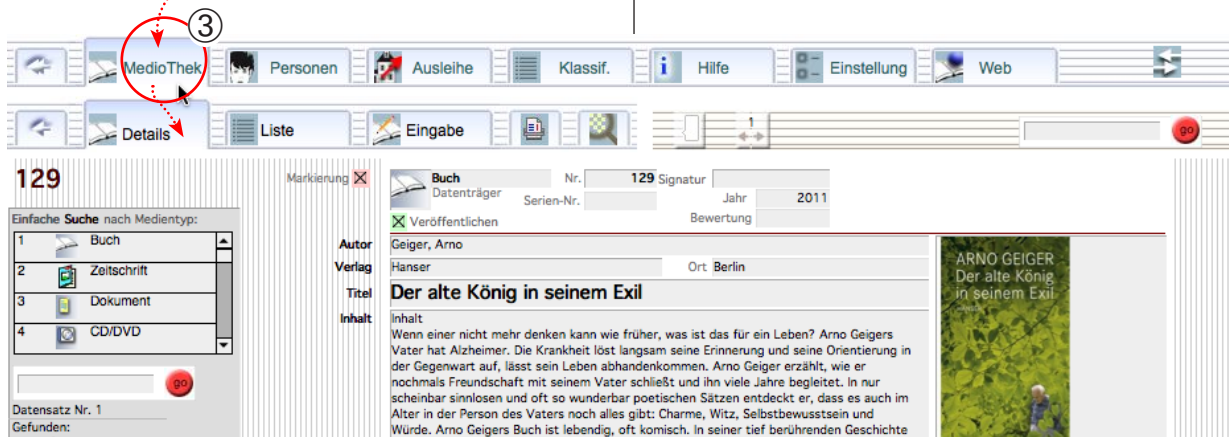 3
MedioThek Personen Ausleihe Klassif. i Hilfe Einstellung Web
Details Liste Eingabe 1 go
129
Markierung
Buch Nr. 129 Signatur
Datenträger Serien-Nr. Jahr 2011
Veröffentlichen Bewertung
Einfache Suche nach Medientyp:
1 Buch
2 Zeitschrift
3 Dokument
4 CD/DVD
go
Datensatz Nr. 1
Gefunden:
Autor Geiger, Arno
Verlag Hanser Ort Berlin
Titel Der alte König in seinem Exil
Inhalt Inhalt
Wenn einer nicht mehr denken kann wie früher, was ist das für ein Leben? Arno Geigers
Vater hat Alzheimer. Die Krankheit löst langsam seine Erinnerung und seine Orientierung in
der Gegenwart auf, lässt sein Leben abhandenkommen. Arno Geiger erzählt, wie er
nochmals Freundschaft mit seinem Vater schließt und ihn viele Jahre begleitet. In nur
scheinbar sinnlosen und oft so wunderbar poetischen Sätzen entdeckt er, dass es auch im
Alter in der Person des Vaters noch alles gibt: Charme, Witz, Selbstbewusstsein und
Würde. Arno Geigers Buch ist lebendig, oft komisch. In seiner tief berührenden Geschichte
ARNO GEIGER
Der alte König
in seinem Exil